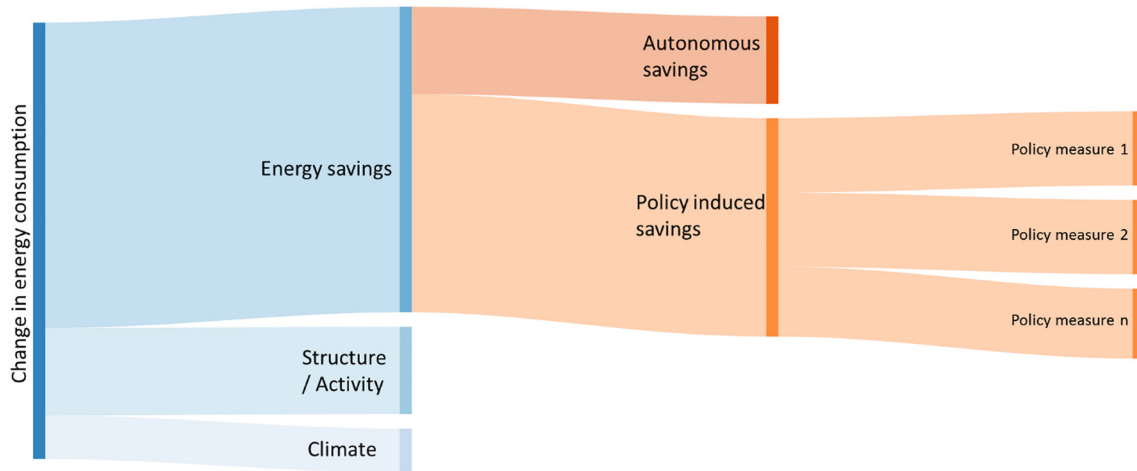 Change in energy consumption
Energy savings
Structure
/ Activity
Climate
Autonomous
savings
Policy induced
savings
Policy measure 1
Policy measure 2
Policy measure n